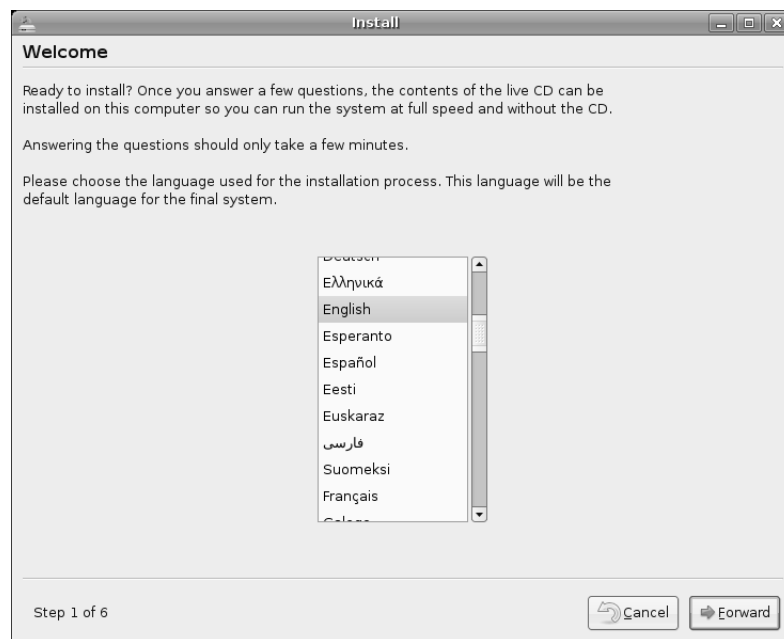 Install
Welcome
Ready to install? Once you answer a few questions, the contents of the live CD can be
installed on this computer so you can run the system at full speed and without the CD.
Answering the questions should only take a few minutes.
Please choose the language used for the installation process. This language will be the
default language for the final system.
Deutsch
Ελληνικά
English
Esperanto
Español
Eesti
Euskaraz
فارسی
Suomeksi
Français
Galego
Step 1 of 6
Cancel
Forward